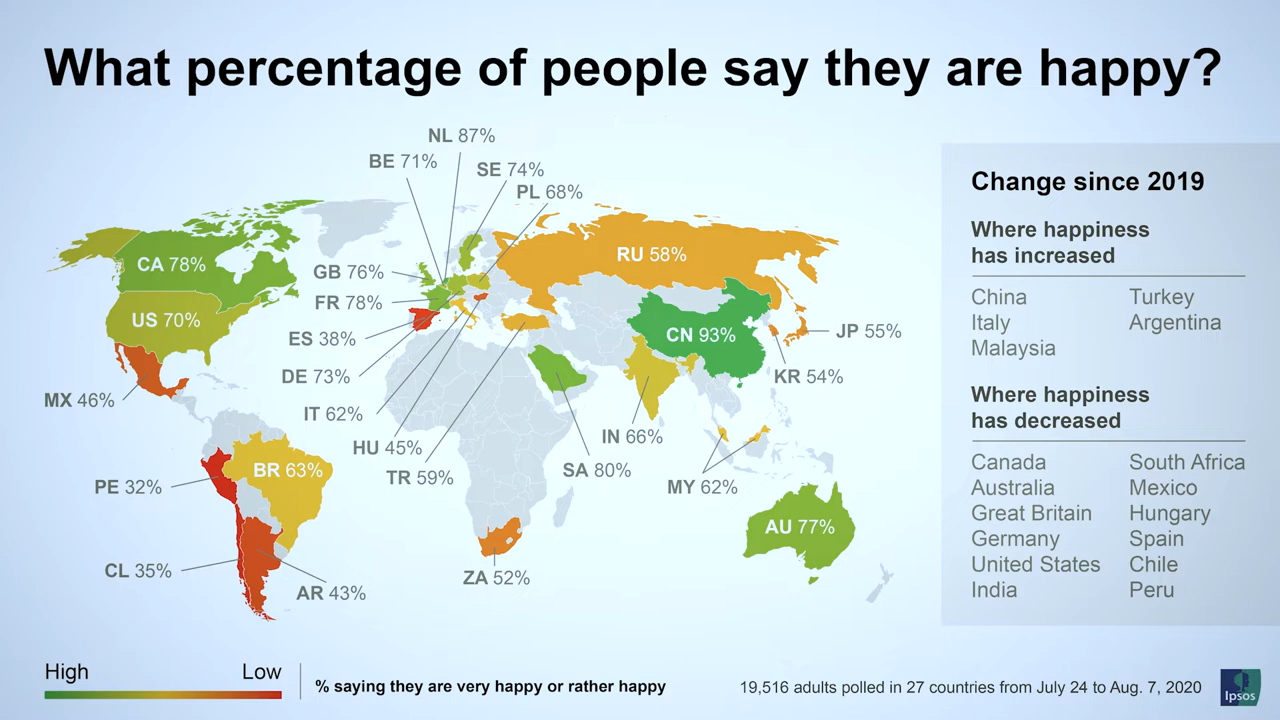 What percentage of people say they are happy?
NL 87%
BE 71%
SE 74%
PL 68%
CA 78%
GB 76%
RU 58%
FR 78%
US 70%
ES 38%
CN 93%
JP 55%
DE 73%
KR 54%
MX 46%
IT 62%
HU 45%
IN 66%
BR 63%
TR 59%
SA 80%
PE 32%
MY 62%
AU 77%
CL 35%
ZA 52%
AR 43%
Change since 2019
Where happiness
has increased
China Turkey
Italy Argentina
Malaysia
Where happiness
has decreased
Canada South Africa
Australia Mexico
Great Britain Hungary
Germany Spain
United States Chile
India Peru
High Low
% saying they are very happy or rather happy
19,516 adults polled in 27 countries from July 24 to Aug. 7, 2020
Ipsos